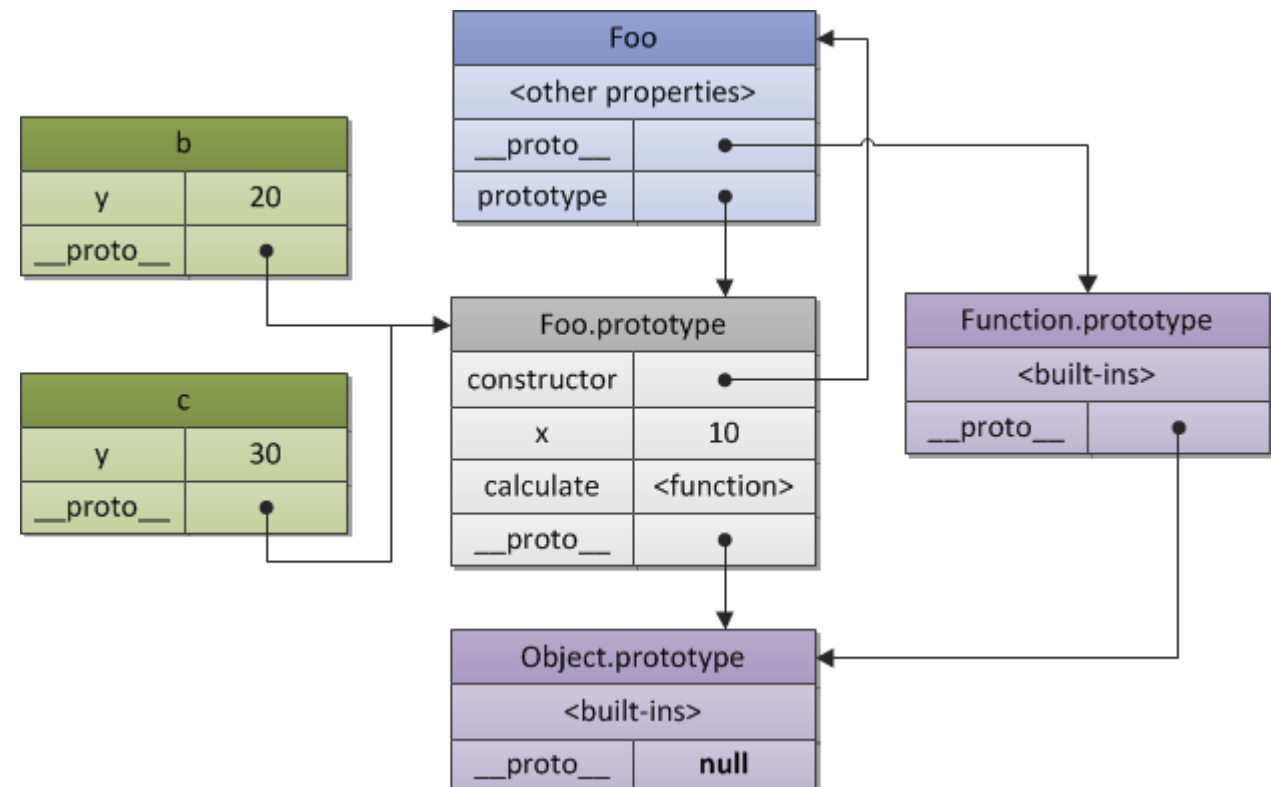 Foo
<other properties>
__proto__
prototype
b
y 20
__proto__
c
y 30
__proto__
Foo.prototype
constructor
x 10
calculate <function>
__proto__
Function.prototype
<built-ins>
__proto__
Object.prototype
<built-ins>
__proto__ null